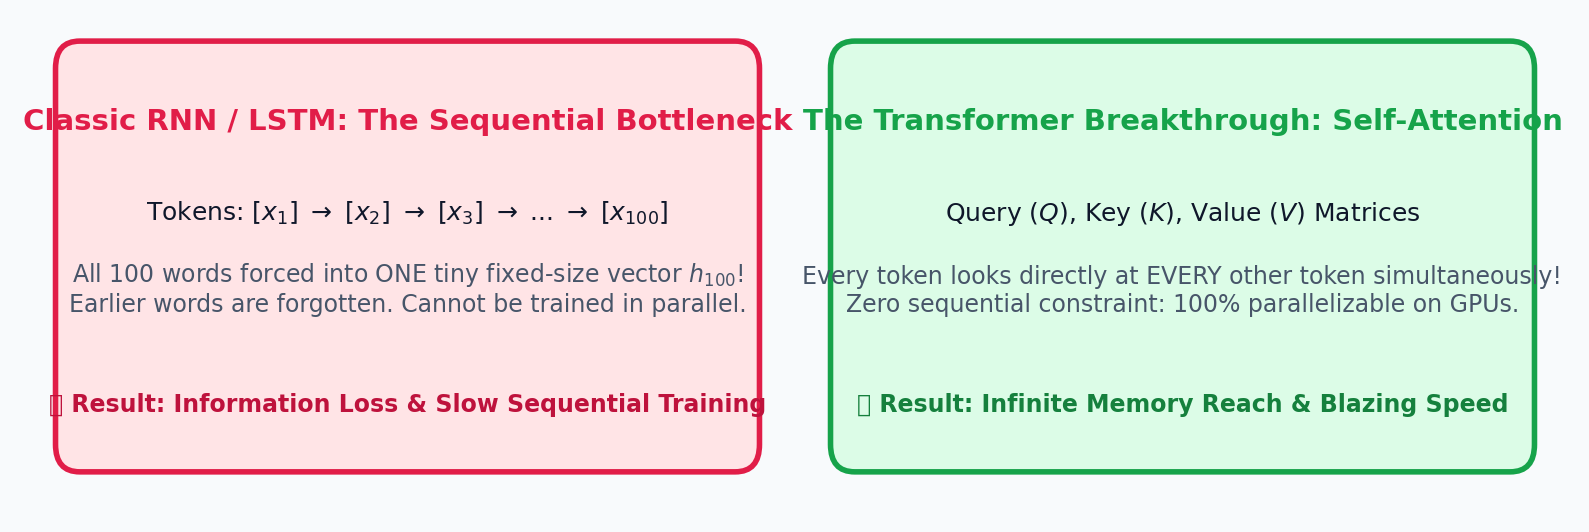 Classic RNN / LSTM: The Sequential Bottleneck
Tokens: [x₁] → [x₂] → [x₃] → ... → [x₁₀₀]
All 100 words forced into ONE tiny fixed-size vector h₁₀₀!
Earlier words are forgotten. Cannot be trained in parallel.
Result: Information Loss & Slow Sequential Training
The Transformer Breakthrough: Self-Attention
Query (Q), Key (K), Value (V) Matrices
Every token looks directly at EVERY other token simultaneously!
Zero sequential constraint: 100% parallelizable on GPUs.
Result: Infinite Memory Reach & Blazing Speed